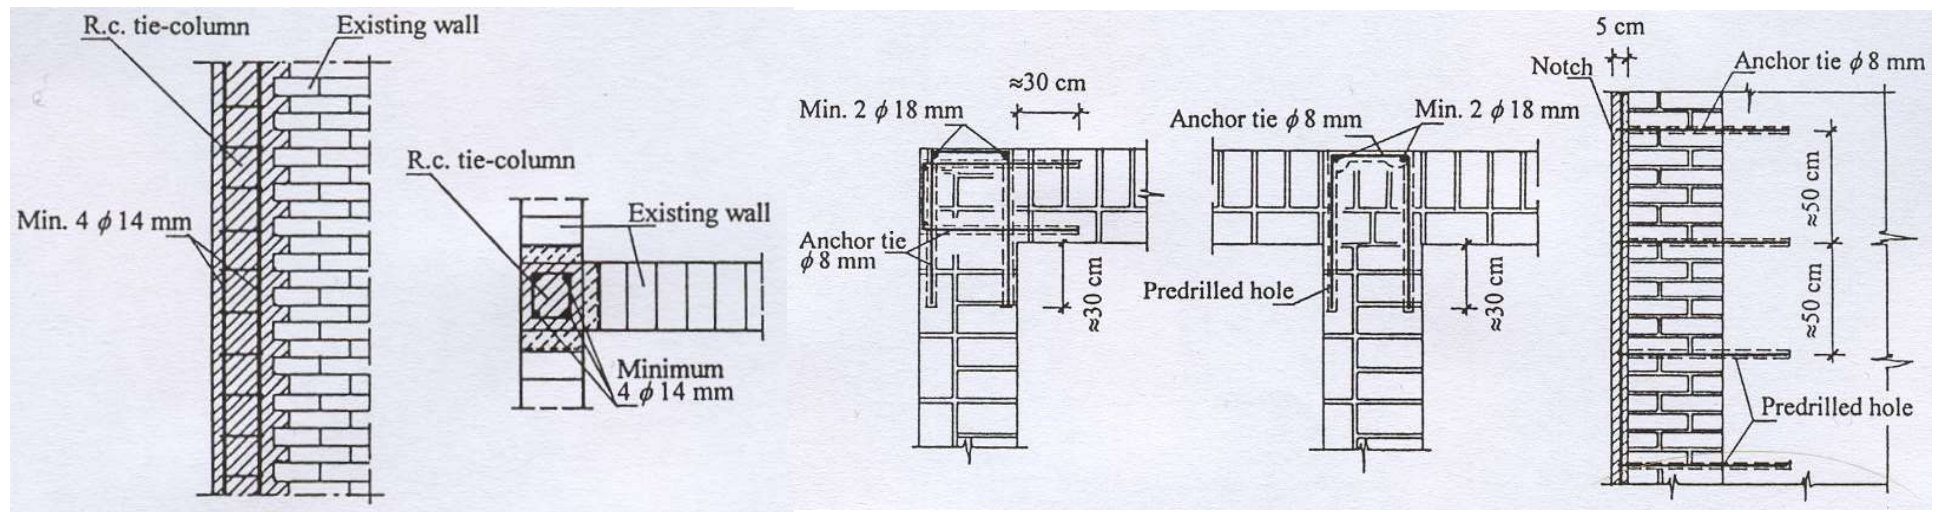 R.c. tie-column
Existing wall
Min. 4 ϕ 14 mm
R.c. tie-column
Existing wall
Minimum
4 ϕ 14 mm
≈30 cm
Min. 2 ϕ 18 mm
Anchor tie
ϕ 8 mm
≈30 cm
Anchor tie ϕ 8 mm
Min. 2 ϕ 18 mm
Predrilled hole
≈30 cm
5 cm
Notch
Anchor tie ϕ 8 mm
≈50 cm
≈50 cm
Predrilled hole